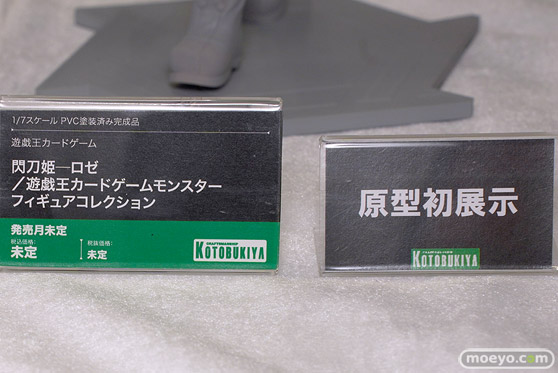 1/7スケール PVC塗装済み完成品
遊戯王カードゲーム
閃刀姫―ロゼ
／遊戯王カードゲームモンスター
フィギュアコレクション
発売月未定
税込価格:
未定
税抜価格:
未定
CRAFTSMANSHIP
KOTOBUKIYA
原型初展示
CRAFTSMANSHIP
KOTOBUKIYA
moeyo.com